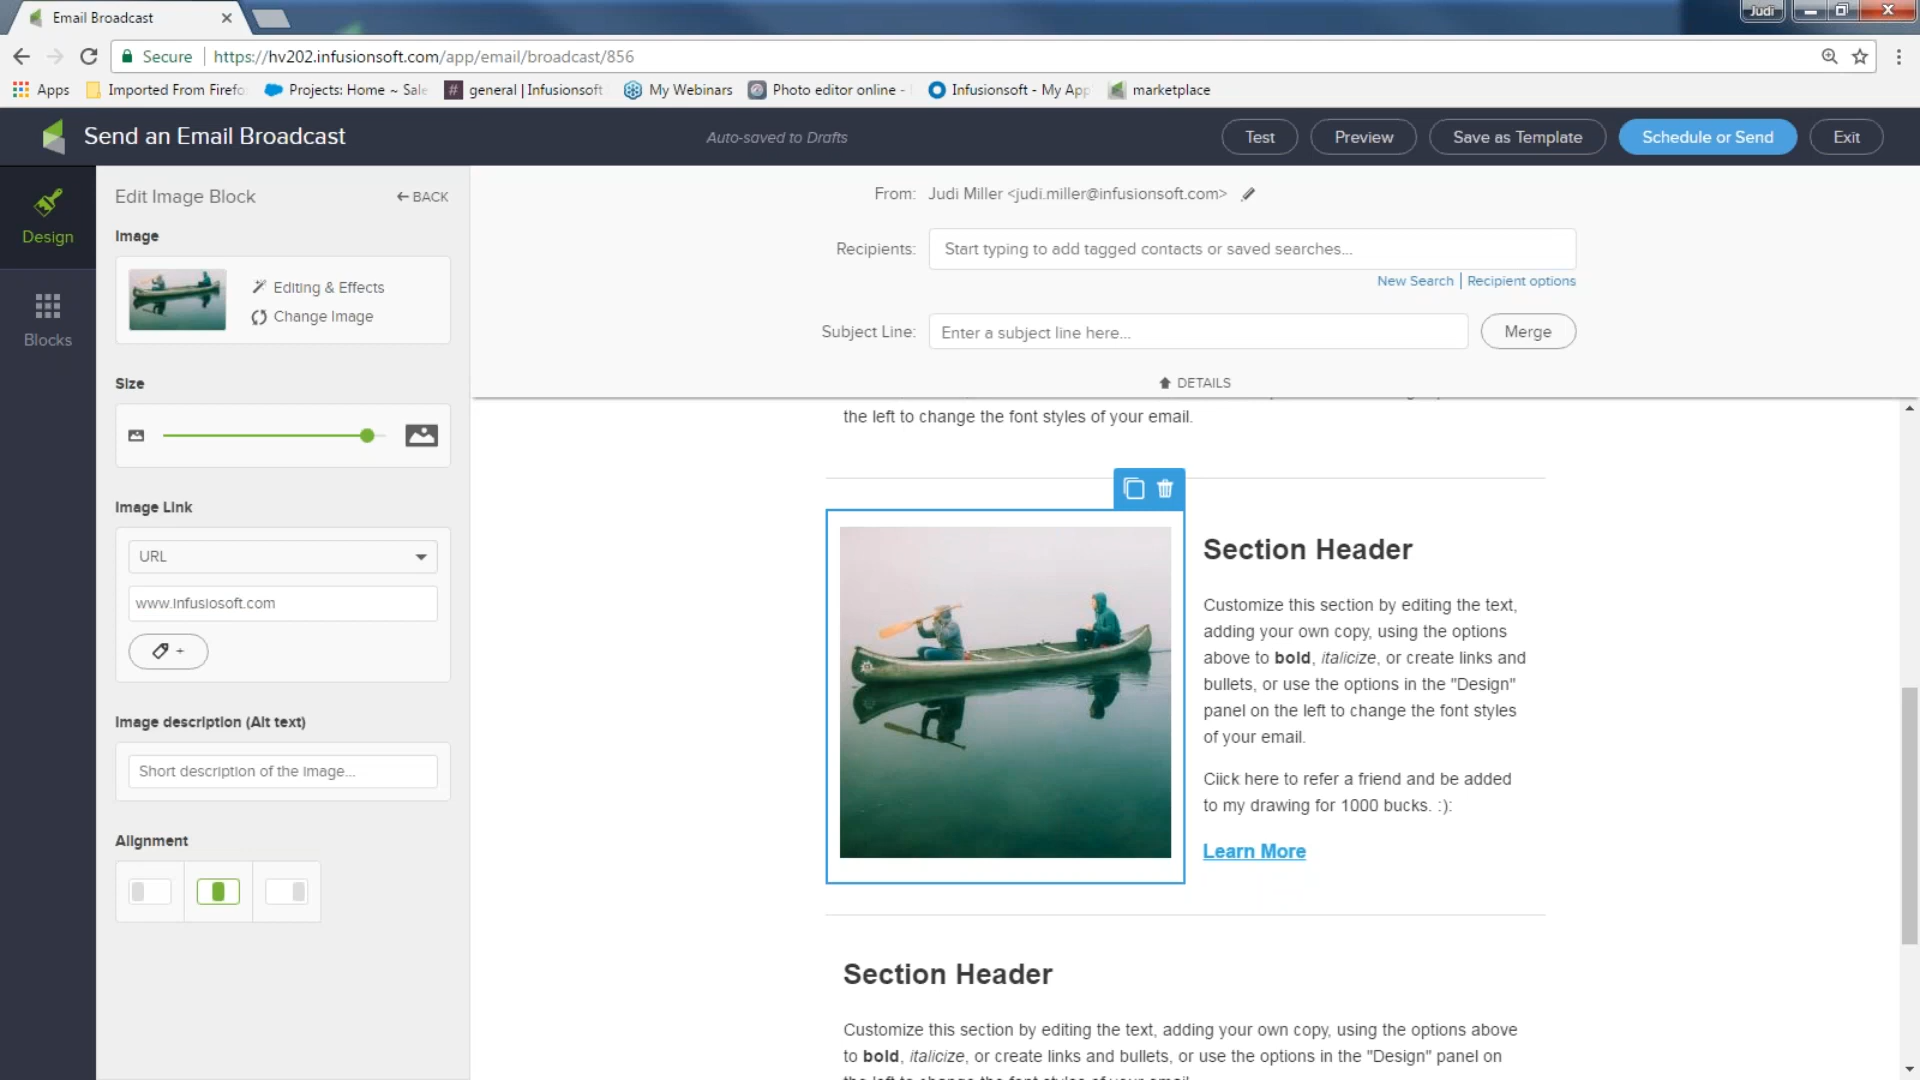 Email Broadcast
Judi
Secure https://hv202.infusionsoft.com/app/email/broadcast/856
Apps Imported From Firefo Projects: Home ~ Sale general | Infusionsoft My Webinars Photo editor online - Infusionsoft - My App marketplace
Send an Email Broadcast Auto-saved to Drafts Test Preview Save as Template Schedule or Send Exit
Design
Blocks
Edit Image Block BACK
Image
Editing & Effects
Change Image
Size
Image Link
URL
www.infusiosoft.com
+
Image description (Alt text)
Short description of the image...
Alignment
From: Judi Miller <judi.miller@infusionsoft.com>
Recipients: Start typing to add tagged contacts or saved searches...
New Search | Recipient options
Subject Line: Enter a subject line here... Merge
DETAILS
the left to change the font styles of your email.
Section Header
Customize this section by editing the text,
adding your own copy, using the options
above to bold, italicize, or create links and
bullets, or use the options in the "Design"
panel on the left to change the font styles
of your email.
Click here to refer a friend and be added
to my drawing for 1000 bucks. :):
Learn More
Section Header
Customize this section by editing the text, adding your own copy, using the options above
to bold, italicize, or create links and bullets, or use the options in the "Design" panel on
the left to change the font styles of your email.